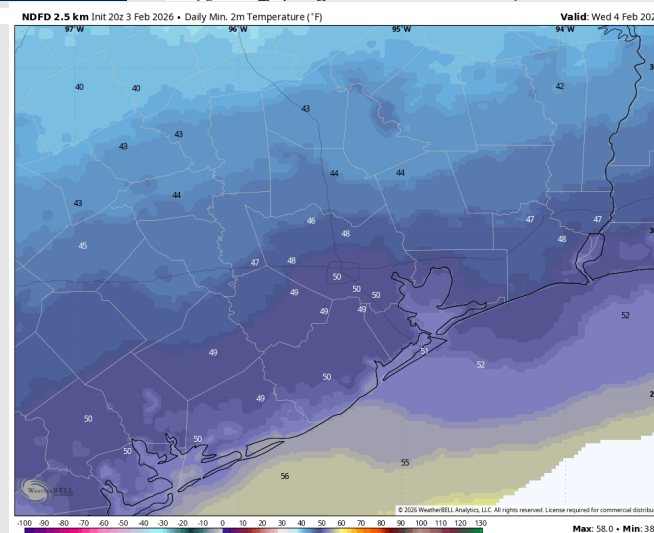 NDFD 2.5 km Init 20z 3 Feb 2026 • Daily Min. 2m Temperature (°F)
Valid: Wed 4 Feb 202
97°W 96°W 95°W 94°W
40 40 42
43
43
43
44 44
44
43
46 47 47
48 48
45
47 48
50
49 50 50
49 49
52
49 51
52
50
49
50
50
50
55
56
WEATHERBELL
© 2026 WeatherBELL Analytics, LLC. All rights reserved. License required for commercial distribu
-100 -90 -80 -70 -60 -50 -40 -30 -20 -10 0 10 20 30 40 50 60 70 80 90 100 110 120 130
Max: 58.0 • Min: 38